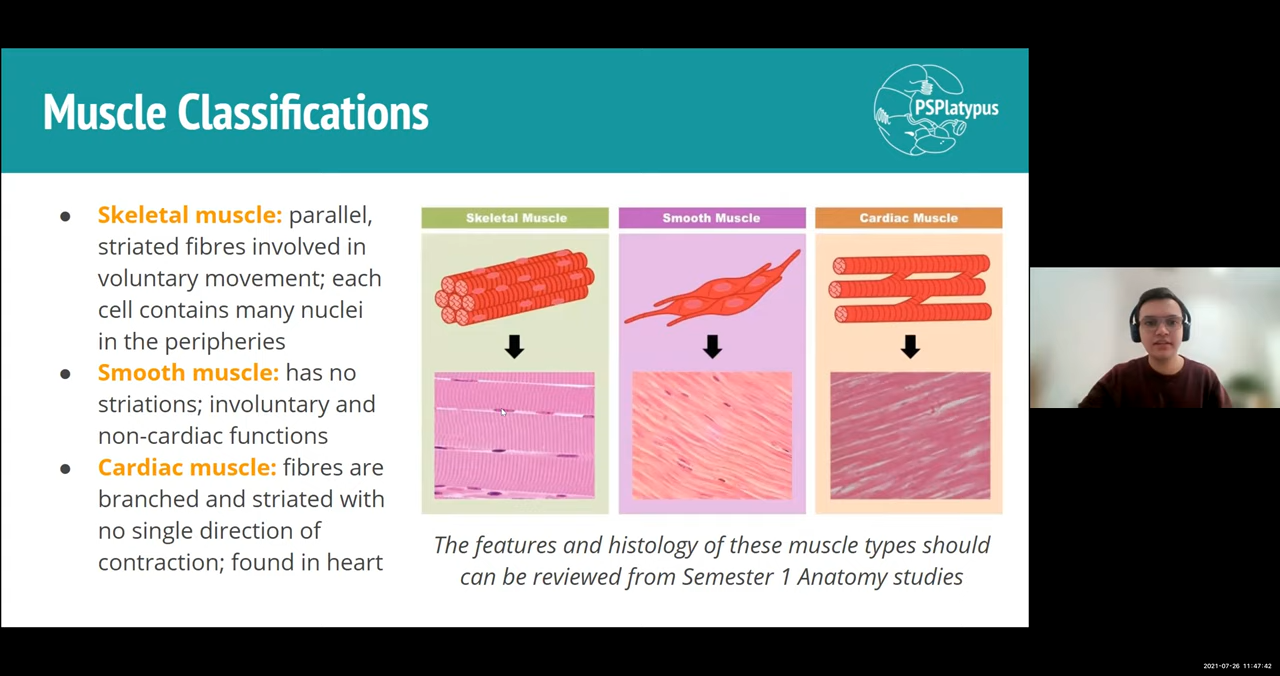 Muscle Classifications
PSPlatypus
● Skeletal muscle: parallel,
striated fibres involved in
voluntary movement; each
cell contains many nuclei
in the peripheries
● Smooth muscle: has no
striations; involuntary and
non-cardiac functions
● Cardiac muscle: fibres are
branched and striated with
no single direction of
contraction; found in heart
Skeletal Muscle
Smooth Muscle
Cardiac Muscle
The features and histology of these muscle types should
can be reviewed from Semester 1 Anatomy studies
2021-07-26 11:47:42